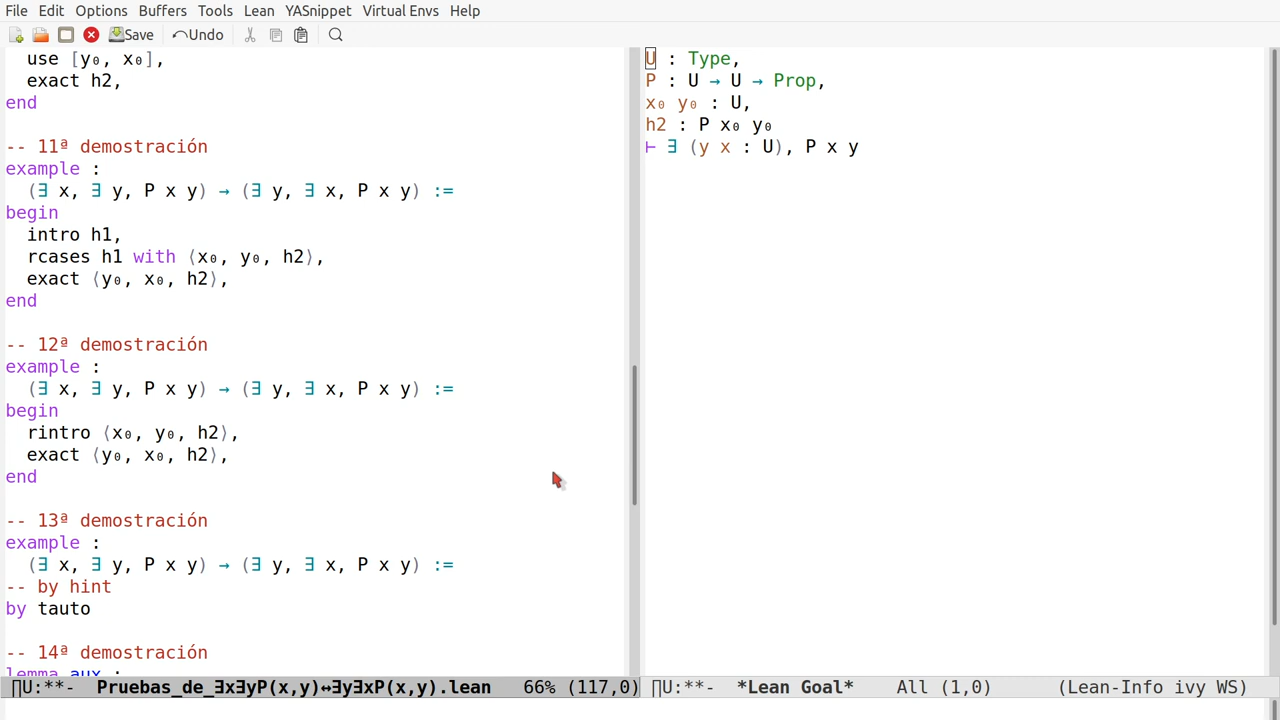 File Edit Options Buffers Tools Lean YASnippet Virtual Envs Help
Save Undo
use [y₀, x₀],
exact h2,
end
-- 11ª demostración
example :
(∃ x, ∃ y, P x y) → (∃ y, ∃ x, P x y) :=
begin
intro h1,
rcases h1 with ⟨x₀, y₀, h2⟩,
exact ⟨y₀, x₀, h2⟩,
end
-- 12ª demostración
example :
(∃ x, ∃ y, P x y) → (∃ y, ∃ x, P x y) :=
begin
rintro ⟨x₀, y₀, h2⟩,
exact ⟨y₀, x₀, h2⟩,
end
-- 13ª demostración
example :
(∃ x, ∃ y, P x y) → (∃ y, ∃ x, P x y) :=
-- by hint
by tauto
-- 14ª demostración
lemma aux :
∏U:**- Pruebas_de_∃x∃yP(x,y)↔∃y∃xP(x,y).lean 66% (117,0)
U : Type,
P : U → U → Prop,
x₀ y₀ : U,
h2 : P x₀ y₀
⊢ ∃ (y x : U), P x y
∏U:**- *Lean Goal* All (1,0) (Lean-Info ivy WS)